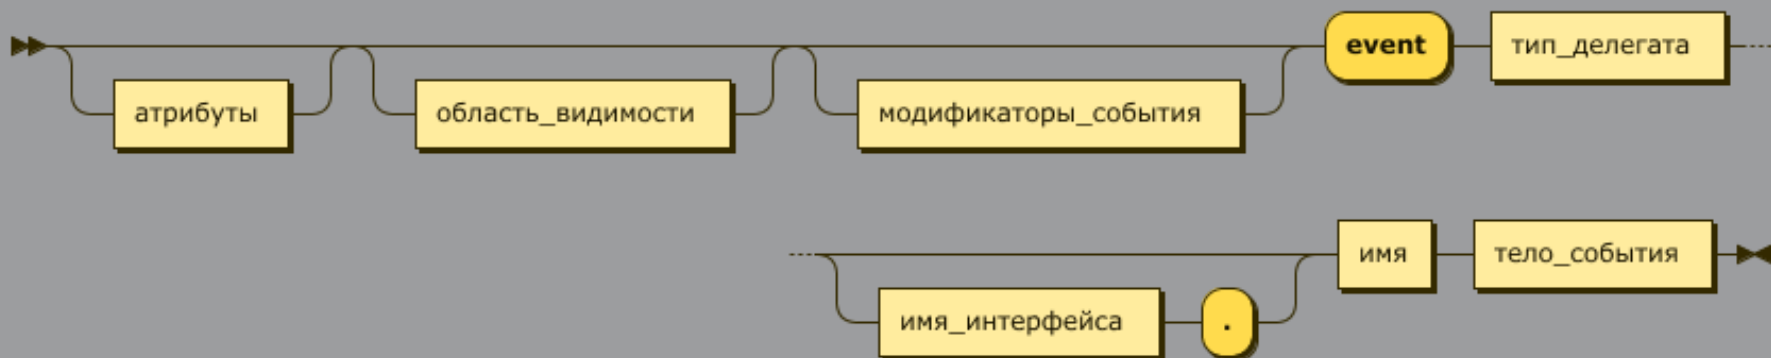 event тип_делегата
атрибуты область_видимости модификаторы_события
имя тело_события
имя_интерфейса .